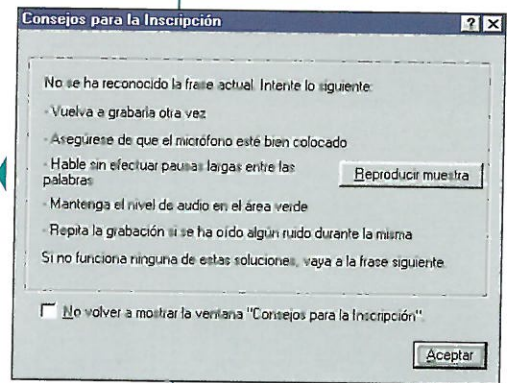 Consejos para la Inscripción
No se ha reconocido la frase actual. Intente lo siguiente:
- Vuelva a grabarla otra vez
- Asegúrese de que el micrófono esté bien colocado
- Hable sin efectuar pausas largas entre las
palabras
Reproducir muestra
- Mantenga el nivel de audio en el área verde
- Repita la grabación si se ha oído algún ruido durante la misma
Si no funciona ninguna de estas soluciones, vaya a la frase siguiente.
No volver a mostrar la ventana "Consejos para la Inscripción".
Aceptar